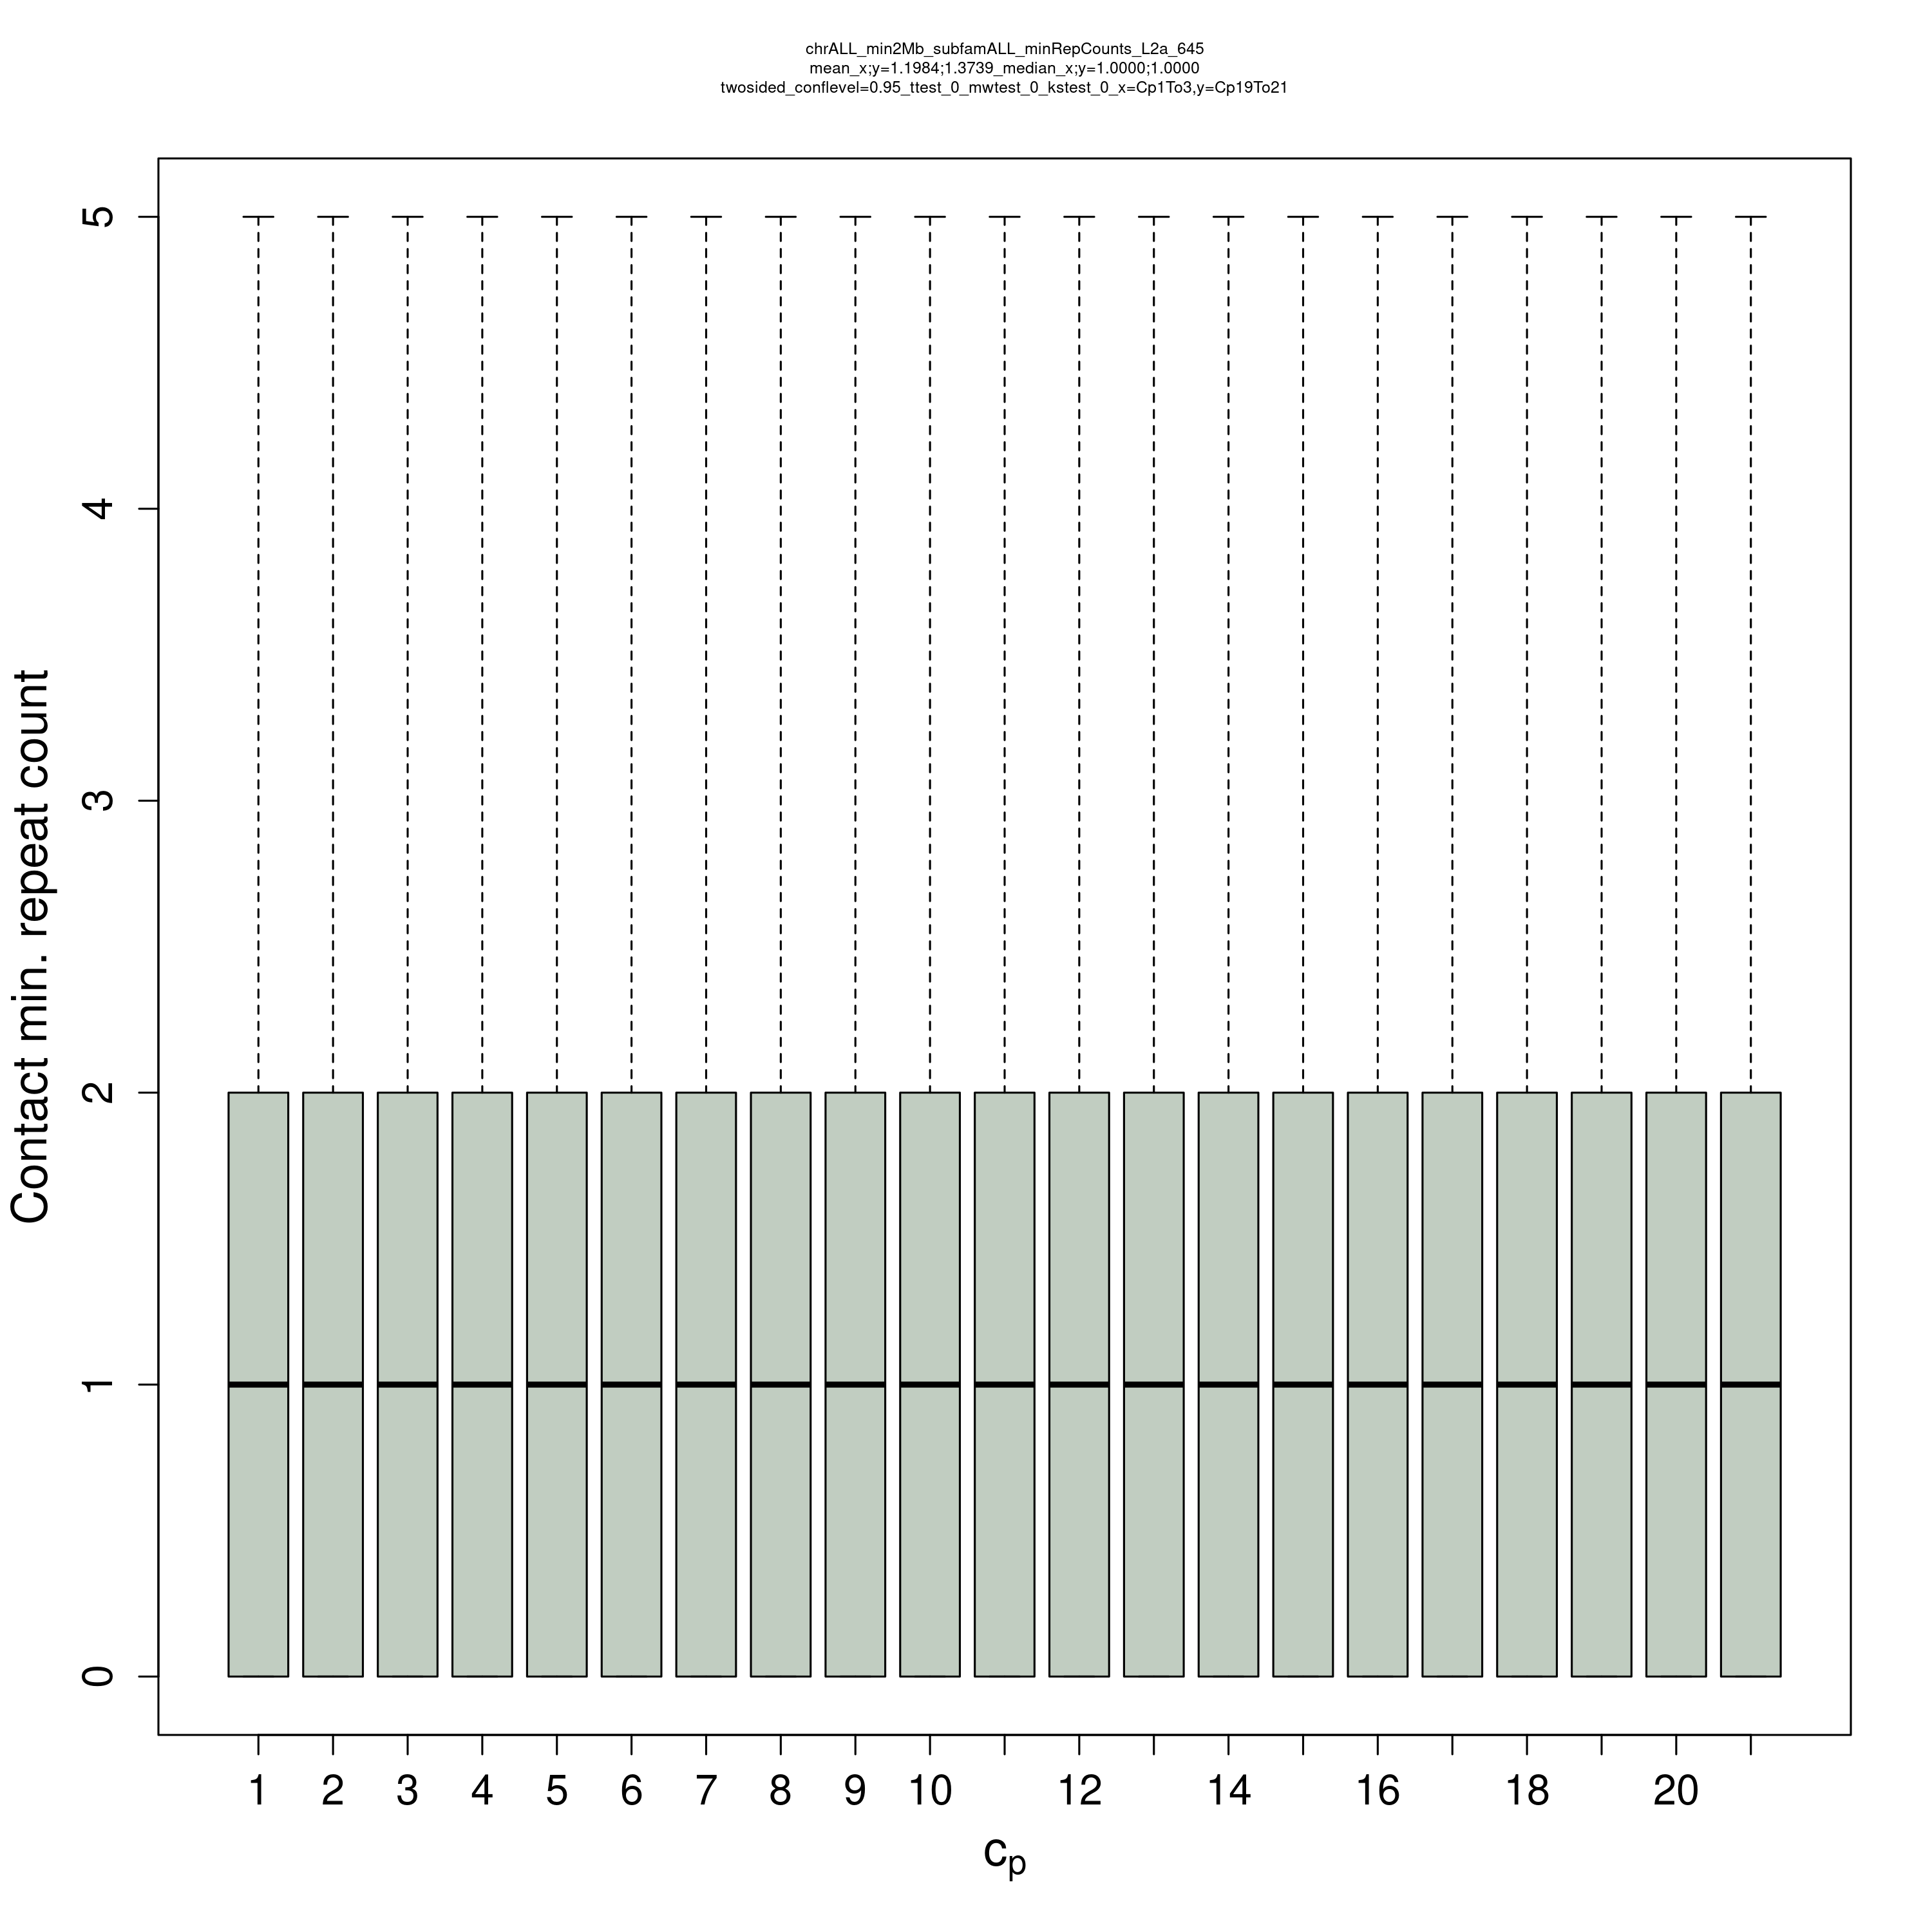 chrALL_min2Mb_subfamALL_minRepCounts_L2a_645
mean_x;y=1.1984;1.3739_median_x;y=1.0000;1.0000
twosided_conflevel=0.95_ttest_0_mwtest_0_kstest_0_x=Cp1To3,y=Cp19To21
Contact min. repeat count
5
4
3
2
1
0
1 2 3 4 5 6 7 8 9 10 12 14 16 18 20
cp